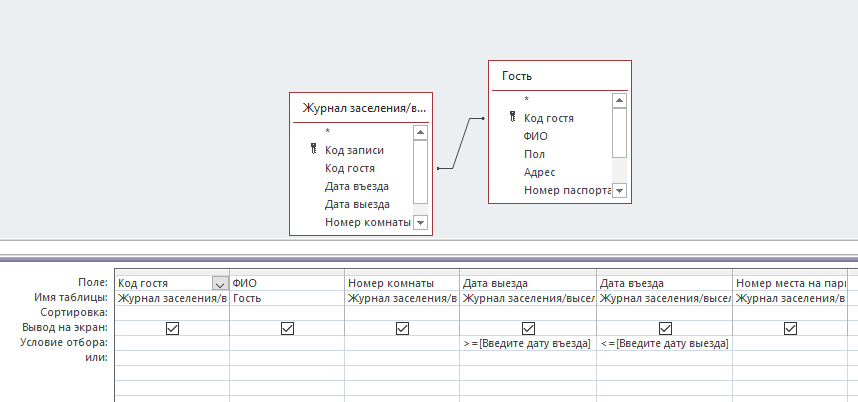 Гость
*
Код гостя
ФИО
Пол
Адрес
Номер паспорта
Журнал заселения/в...
*
Код записи
Код гостя
Дата въезда
Дата выезда
Номер комнаты
Поле: Код гостя ФИО Номер комнаты Дата выезда Дата въезда Номер места на пар
Имя таблицы: Журнал заселения/в Гость Журнал заселения/в Журнал заселения/высел Журнал заселения/высел Журнал заселения/в
Сортировка:
Вывод на экран:
Условие отбора: >=[Введите дату въезда] <=[Введите дату выезда]
или: